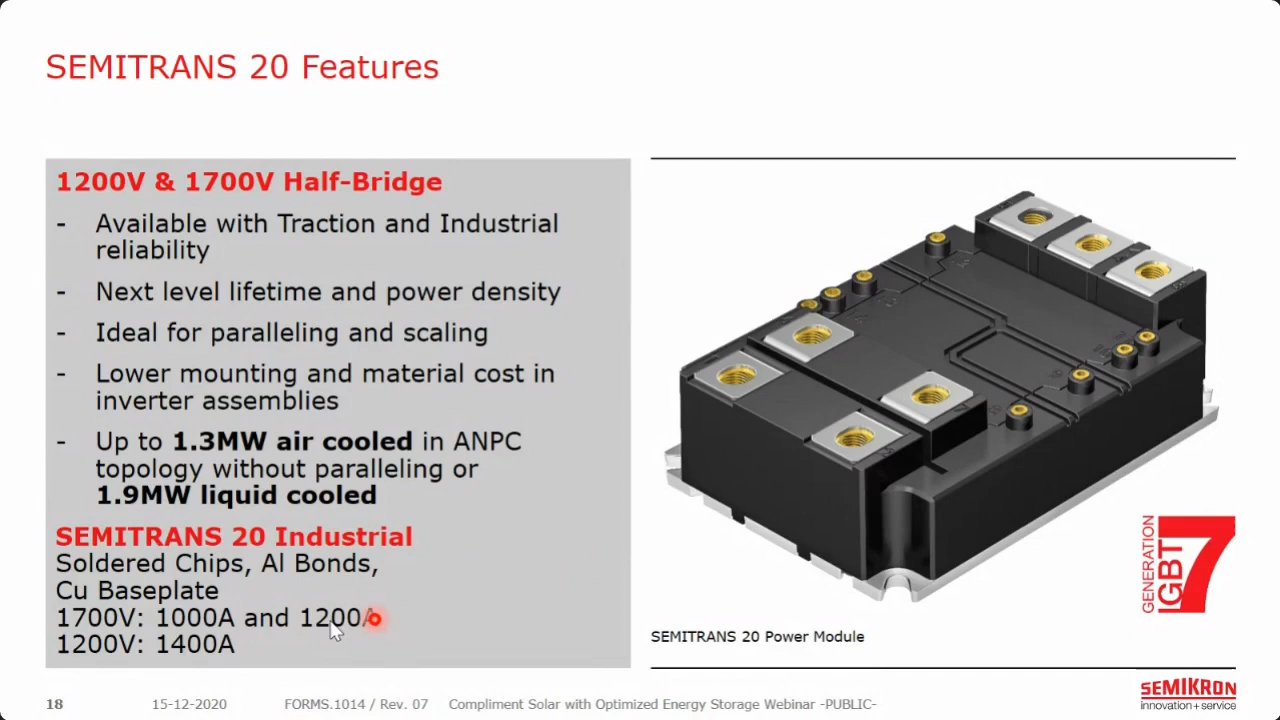 SEMITRANS 20 Features
1200V & 1700V Half-Bridge
- Available with Traction and Industrial
reliability
- Next level lifetime and power density
- Ideal for paralleling and scaling
- Lower mounting and material cost in
inverter assemblies
- Up to 1.3MW air cooled in ANPC
topology without paralleling or
1.9MW liquid cooled
SEMITRANS 20 Industrial
Soldered Chips, Al Bonds,
Cu Baseplate
1700V: 1000A and 1200A
1200V: 1400A
GENERATION
IGBT
7
SEMITRANS 20 Power Module
18
15-12-2020
FORMS.1014 / Rev. 07
Compliment Solar with Optimized Energy Storage Webinar -PUBLIC-
SEMIKRON
innovation+service